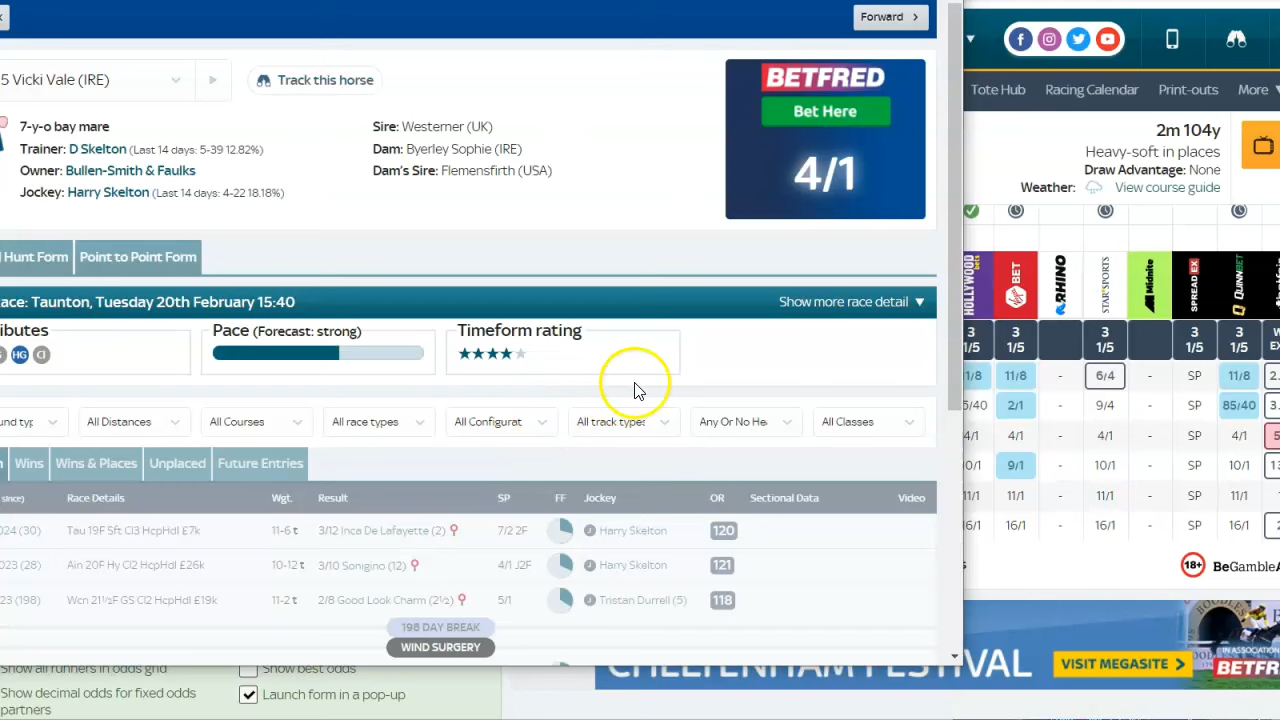 Forward >
5 Vicki Vale (IRE)
Track this horse
7-y-o bay mare
Trainer: D Skelton (Last 14 days: 5-39 12.82%)
Owner: Bullen-Smith & Faulks
Jockey: Harry Skelton (Last 14 days: 4-22 18.18%)
Sire: Westerner (UK)
Dam: Byerley Sophie (IRE)
Dam's Sire: Flemensfirth (USA)
BETFRED
Bet Here
4/1
Hunt Form
Point to Point Form
ace: Taunton, Tuesday 20th February 15:40
Show more race detail ▼
ributes
HG CI
Pace (Forecast: strong)
Timeform rating
All Distances
All Courses
All race types
All Configurat
All track types
Any Or No He
All Classes
Wins
Wins & Places
Unplaced
Future Entries
since) Race Details Wgt. Result SP FF Jockey OR Sectional Data Video
024 (30) Tau 19F Sft Cl3 HcpHdl £7k 11-6 t 3/12 Inca De Lafayette (2) 7/2 2F Harry Skelton 120
023 (28) Ain 20F Hy Cl2 HcpHdl £26k 10-12 t 3/10 Sonigino (12) 4/1 J2F Harry Skelton 121
23 (198) Wcn 21½F GS Cl2 HcpHdl £19k 11-2 t 2/8 Good Look Charm (2½) 5/1 Tristan Durrell (5) 118
198 DAY BREAK
WIND SURGERY
Show all runners in odds grid
Show best odds
Show decimal odds for fixed odds
partners
Launch form in a pop-up
Tote Hub
Racing Calendar
Print-outs
More
2m 104y
Heavy-soft in places
Draw Advantage: None
Weather: View course guide
HOLLYWOOD
BET
RHINO
STAR SPORTS
Midnite
SPREADEX
QUINNBET
3 3 3 3 3
1/5 1/5 1/5 1/5 1/5
11/8 11/8 - 6/4 - SP 11/8 2.
5/40 2/1 - 9/4 - SP 85/40 3.
4/1 4/1 - 4/1 - SP 4/1
10/1 9/1 - 10/1 - SP 10/1
11/1 11/1 - 11/1 - SP 11/1
16/1 16/1 - 16/1 - SP 16/1
18+
BeGambleA
CHELTENHAM FESTIVAL
VISIT MEGASITE >
BOODLES
IN ASSOCIATION
BETFR